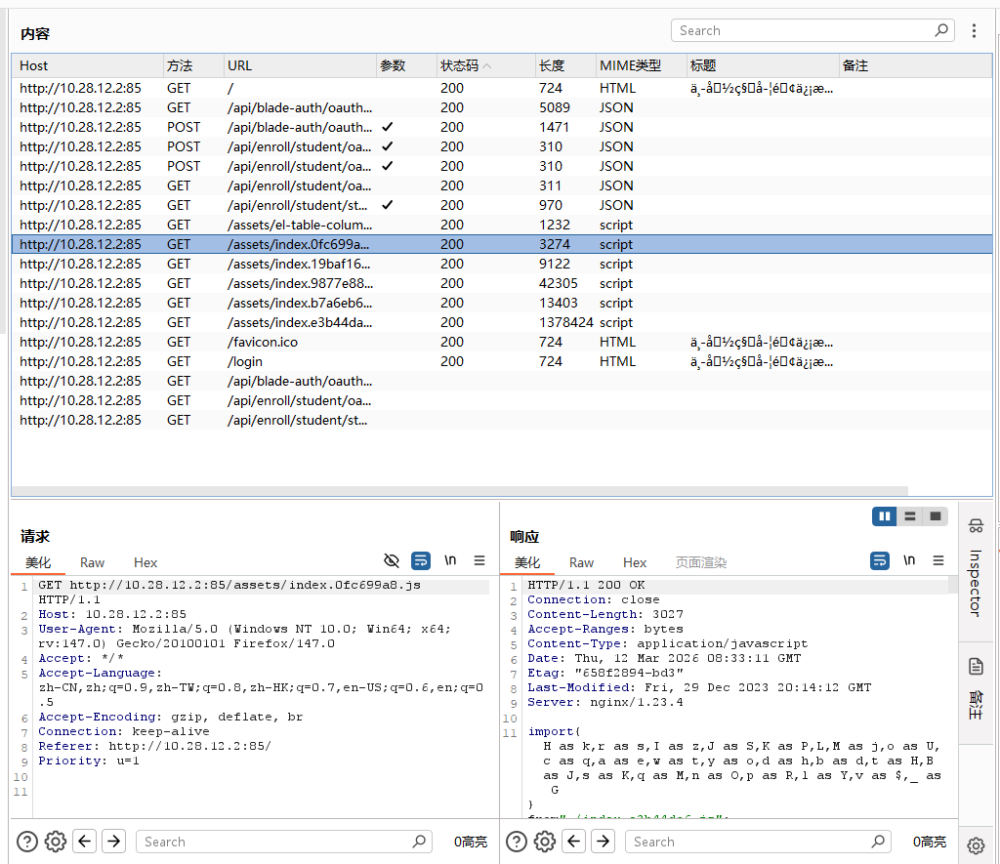 内容
Search
Host 方法 URL 参数 状态码 长度 MIME类型 标题 备注
http://10.28.12.2:85 GET / 200 724 HTML
http://10.28.12.2:85 GET /api/blade-auth/oauth... 200 5089 JSON
http://10.28.12.2:85 POST /api/blade-auth/oauth... ✓ 200 1471 JSON
http://10.28.12.2:85 POST /api/enroll/student/oa... ✓ 200 310 JSON
http://10.28.12.2:85 POST /api/enroll/student/oa... ✓ 200 310 JSON
http://10.28.12.2:85 GET /api/enroll/student/oa... 200 311 JSON
http://10.28.12.2:85 GET /api/enroll/student/st... ✓ 200 970 JSON
http://10.28.12.2:85 GET /assets/el-table-colum... 200 1232 script
http://10.28.12.2:85 GET /assets/index.0fc699a... 200 3274 script
http://10.28.12.2:85 GET /assets/index.19baf16... 200 9122 script
http://10.28.12.2:85 GET /assets/index.9877e88... 200 42305 script
http://10.28.12.2:85 GET /assets/index.b7a6eb6... 200 13403 script
http://10.28.12.2:85 GET /assets/index.e3b44da... 200 1378424 script
http://10.28.12.2:85 GET /favicon.ico 200 724 HTML
http://10.28.12.2:85 GET /login 200 724 HTML
http://10.28.12.2:85 GET /api/blade-auth/oauth...
http://10.28.12.2:85 GET /api/enroll/student/oa...
http://10.28.12.2:85 GET /api/enroll/student/st...
请求
美化 Raw Hex \n
1 GET http://10.28.12.2:85/assets/index.0fc699a8.js
HTTP/1.1
2 Host: 10.28.12.2:85
3 User-Agent: Mozilla/5.0 (Windows NT 10.0; Win64; x64;
rv:147.0) Gecko/20100101 Firefox/147.0
4 Accept: */*
5 Accept-Language:
zh-CN,zh;q=0.9,zh-TW;q=0.8,zh-HK;q=0.7,en-US;q=0.6,en;q=0
.5
6 Accept-Encoding: gzip, deflate, br
7 Connection: keep-alive
8 Referer: http://10.28.12.2:85/
9 Priority: u=1
10
11
Search
0高亮
响应
美化 Raw Hex 页面渲染 \n
1 HTTP/1.1 200 OK
2 Connection: close
3 Content-Length: 3027
4 Accept-Ranges: bytes
5 Content-Type: application/javascript
6 Date: Thu, 12 Mar 2026 08:33:11 GMT
7 Etag: "658f2894-bd3"
8 Last-Modified: Fri, 29 Dec 2023 20:14:12 GMT
9 Server: nginx/1.23.4
10
11 import{
H as k,r as s,I as z,J as S,K as P,L,M as j,o as U,
c as q,a as e,w as t,y as o,d as h,b as d,t as H,B
as J,s as K,q as M,n as O,p as R,l as Y,v as $,_ as
G
}
Search
0高亮
Inspector
备注